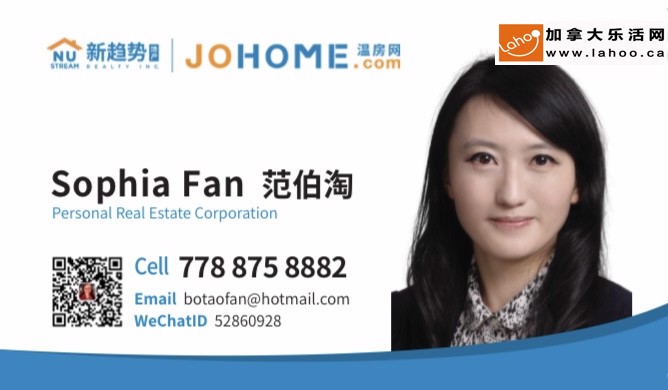 NU STREAM 新趋势地产 REALTY INC
JOHOME.com 温房网
Lahoo 加拿大乐活网
www.lahoo.ca
Sophia Fan 范伯淘
Personal Real Estate Corporation
Cell 778 875 8882
Email botaofan@hotmail.com
WeChatID 52860928